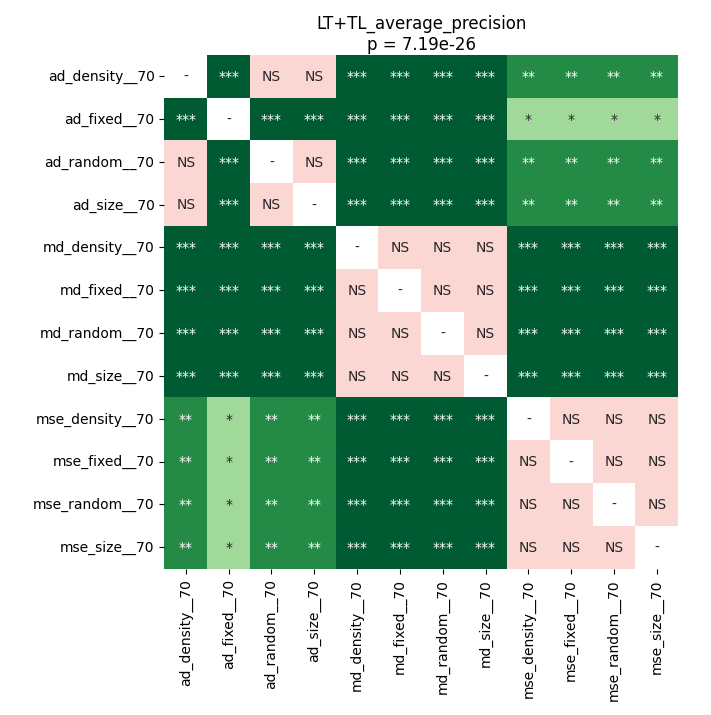 LT+TL_average_precision
p = 7.19e-26
ad_density__70 - *** NS NS *** *** *** *** ** ** ** **
ad_fixed__70 *** - *** *** *** *** *** *** * * * *
ad_random__70 NS *** - NS *** *** *** *** ** ** ** **
ad_size__70 NS *** NS - *** *** *** *** ** ** ** **
md_density__70 *** *** *** *** - NS NS NS *** *** *** ***
md_fixed__70 *** *** *** *** NS - NS NS *** *** *** ***
md_random__70 *** *** *** *** NS NS - NS *** *** *** ***
md_size__70 *** *** *** *** NS NS NS - *** *** *** ***
mse_density__70 ** * ** ** *** *** *** *** - NS NS NS
mse_fixed__70 ** * ** ** *** *** *** *** NS - NS NS
mse_random__70 ** * ** ** *** *** *** *** NS NS - NS
mse_size__70 ** * ** ** *** *** *** *** NS NS NS -
ad_density__70
ad_fixed__70
ad_random__70
ad_size__70
md_density__70
md_fixed__70
md_random__70
md_size__70
mse_density__70
mse_fixed__70
mse_random__70
mse_size__70